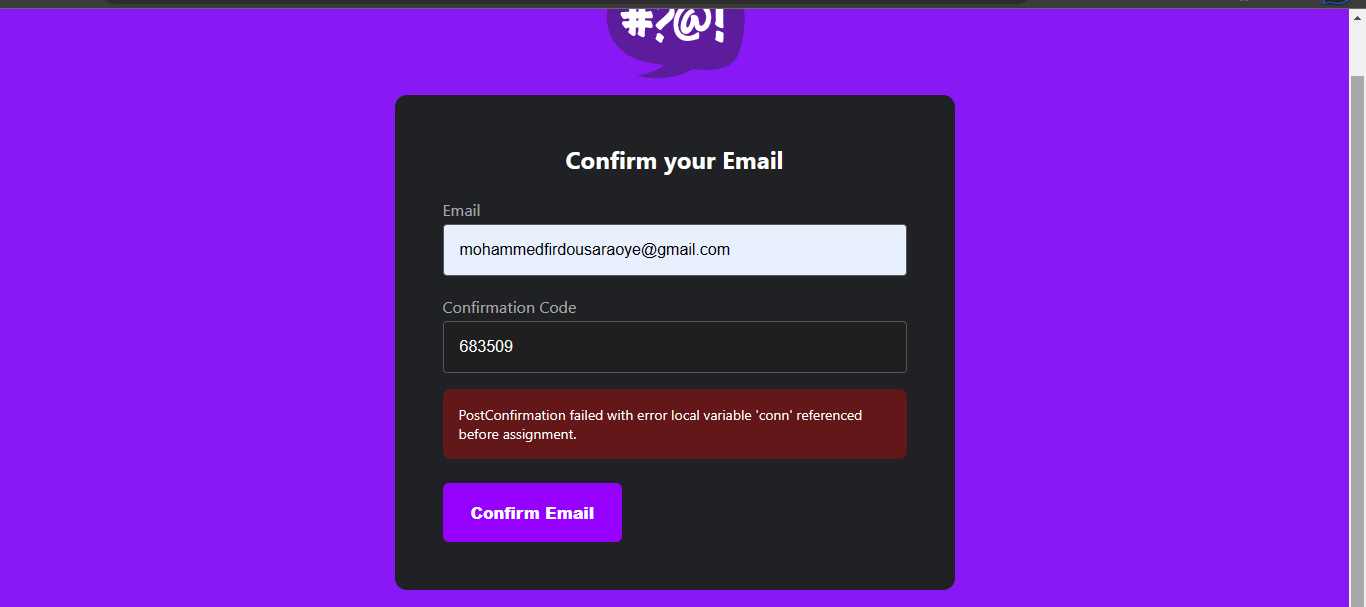 #?@!
Confirm your Email
Email
mohammedfirdousaraoye@gmail.com
Confirmation Code
683509
PostConfirmation failed with error local variable 'conn' referenced
before assignment.
Confirm Email